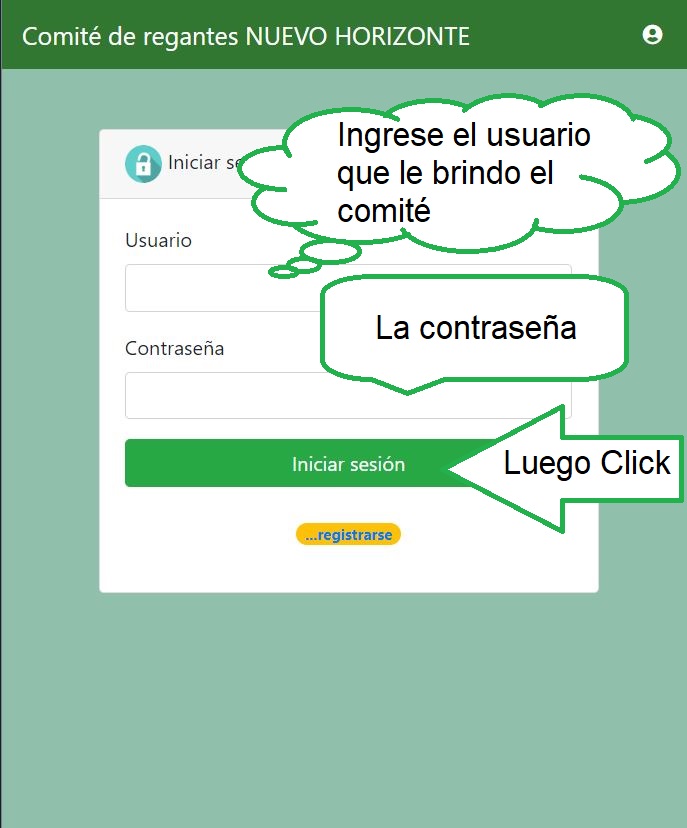 Comité de regantes NUEVO HORIZONTE
Iniciar se
Ingrese el usuario
que le brindo el
comité
Usuario
La contraseña
Contraseña
Iniciar sesión
Luego Click
...registrarse